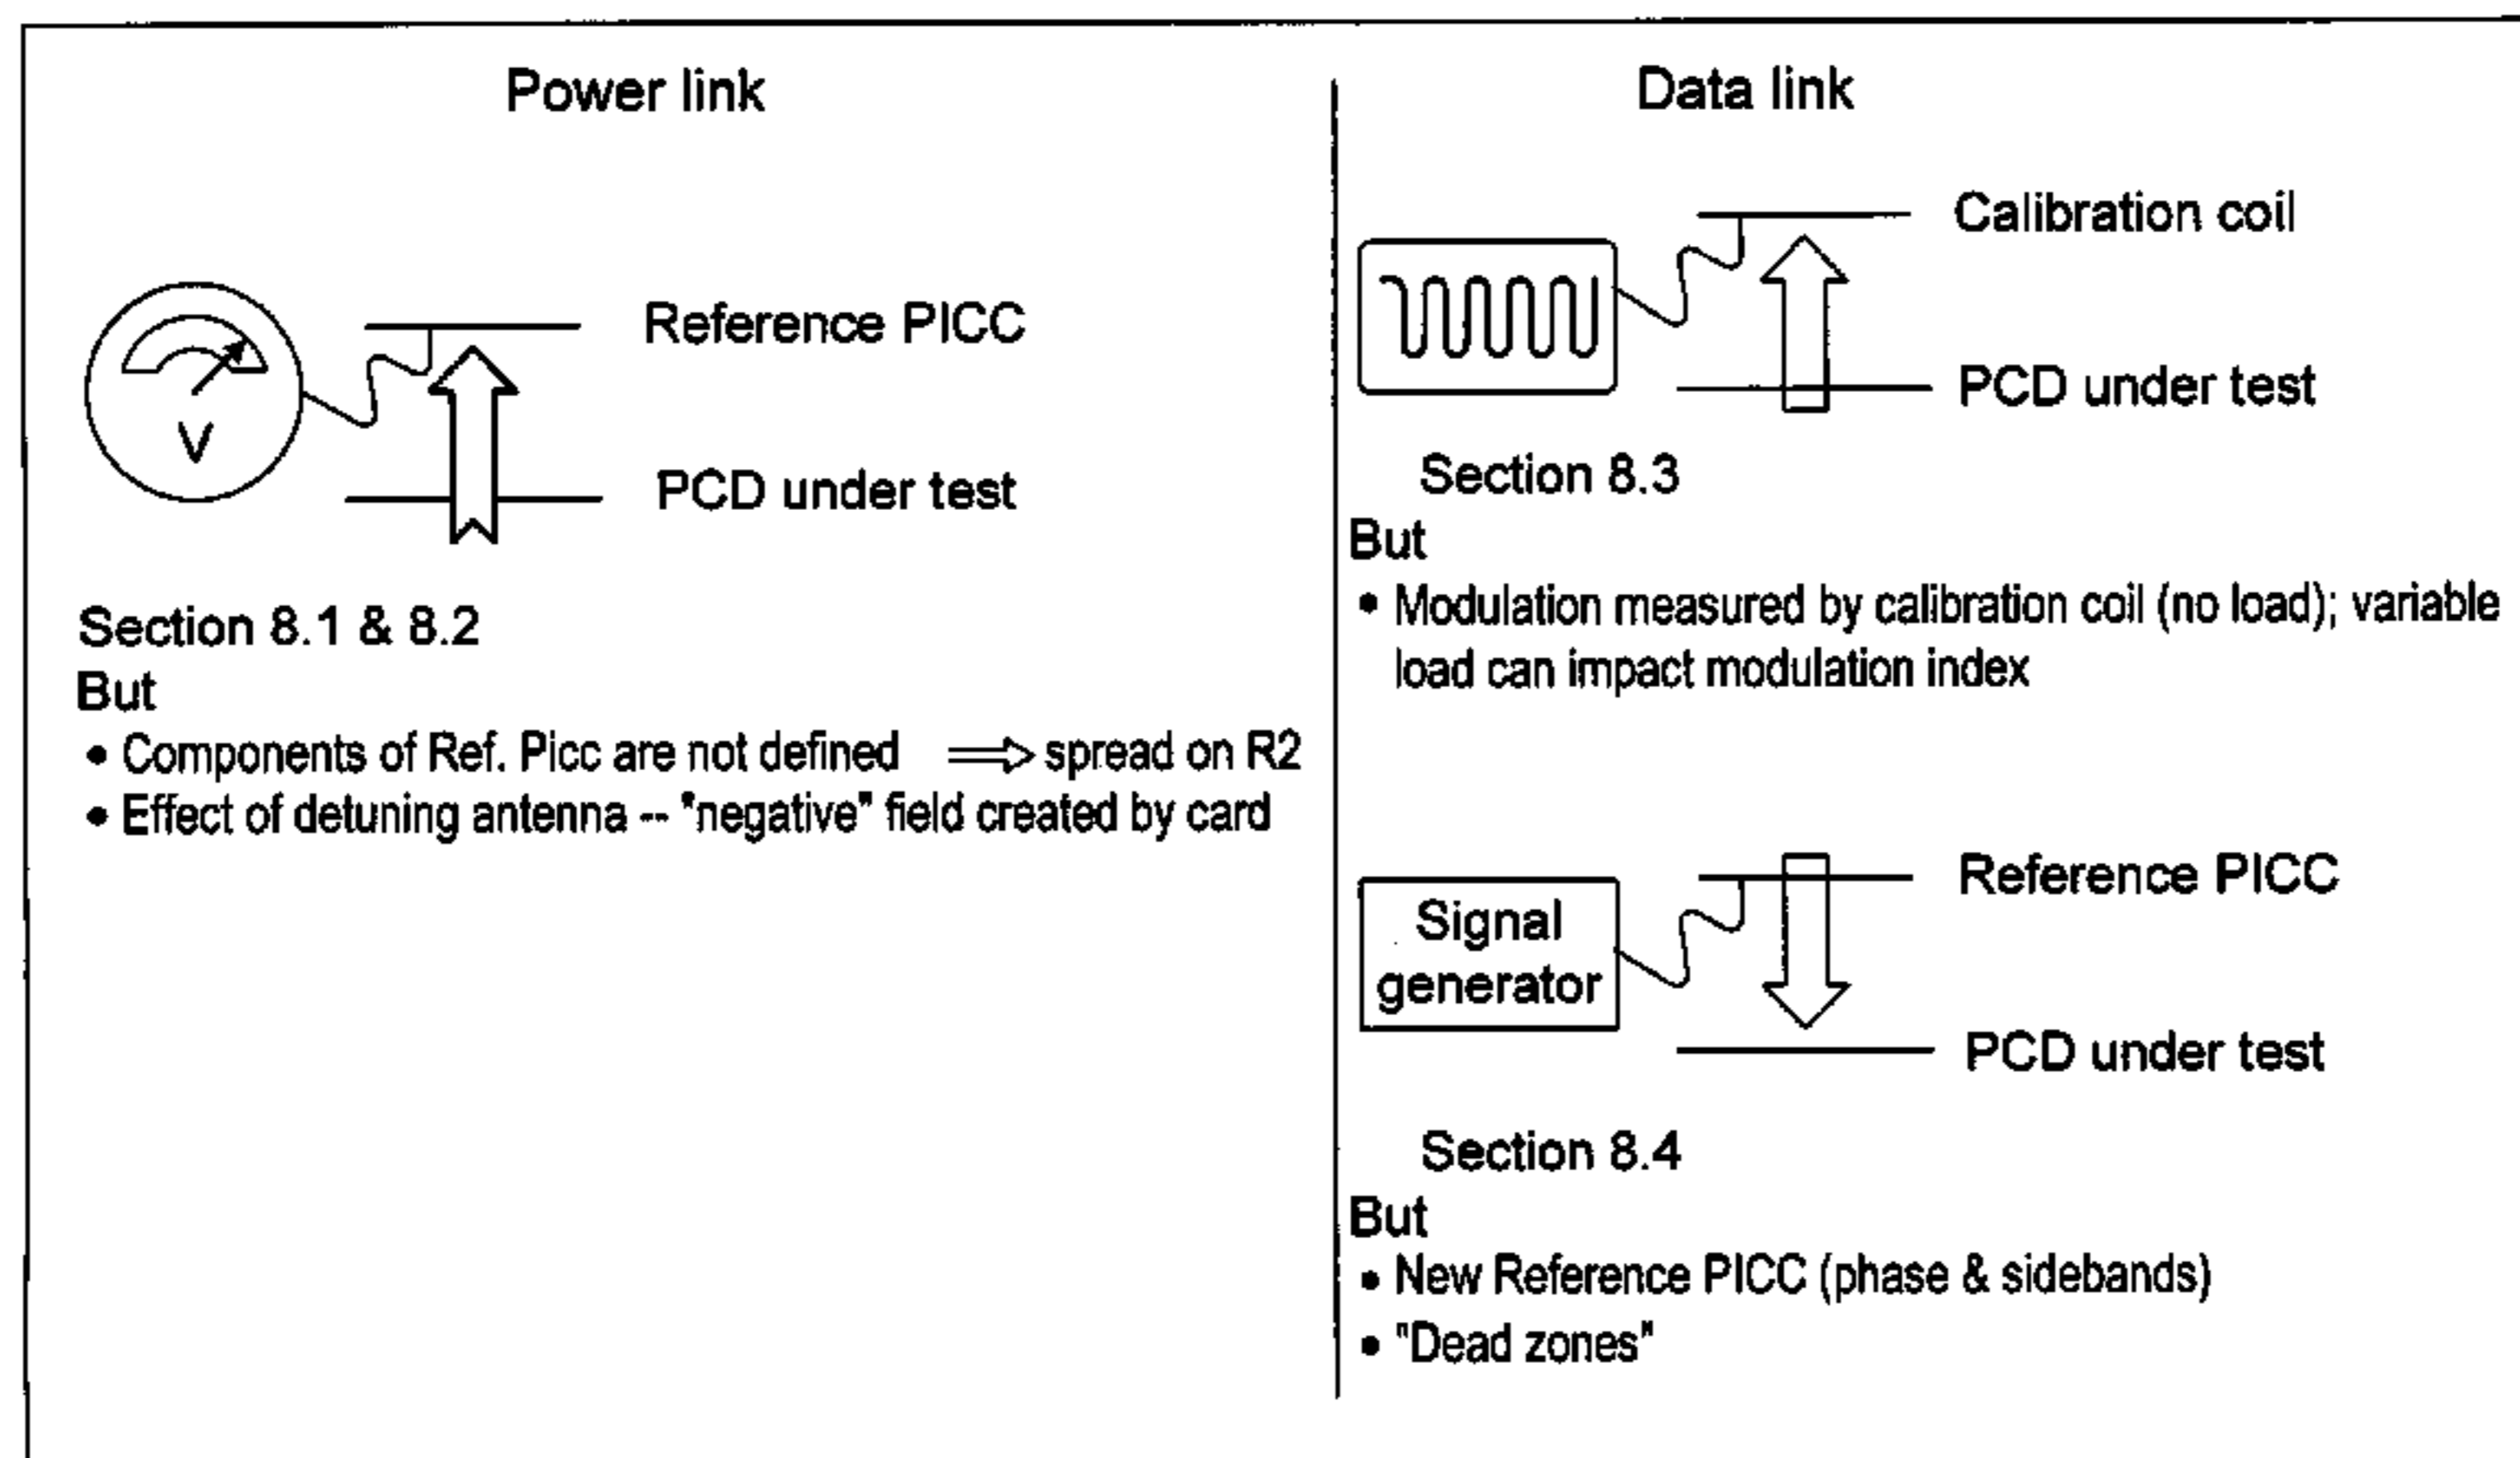 Power link
V
Reference PICC
PCD under test
Section 8.1 & 8.2
But
• Components of Ref. Picc are not defined ⟹ spread on R2
• Effect of detuning antenna -- "negative" field created by card
Data link
Calibration coil
PCD under test
Section 8.3
But
• Modulation measured by calibration coil (no load); variable
load can impact modulation index
Signal
generator
Reference PICC
PCD under test
Section 8.4
But
• New Reference PICC (phase & sidebands)
• "Dead zones"